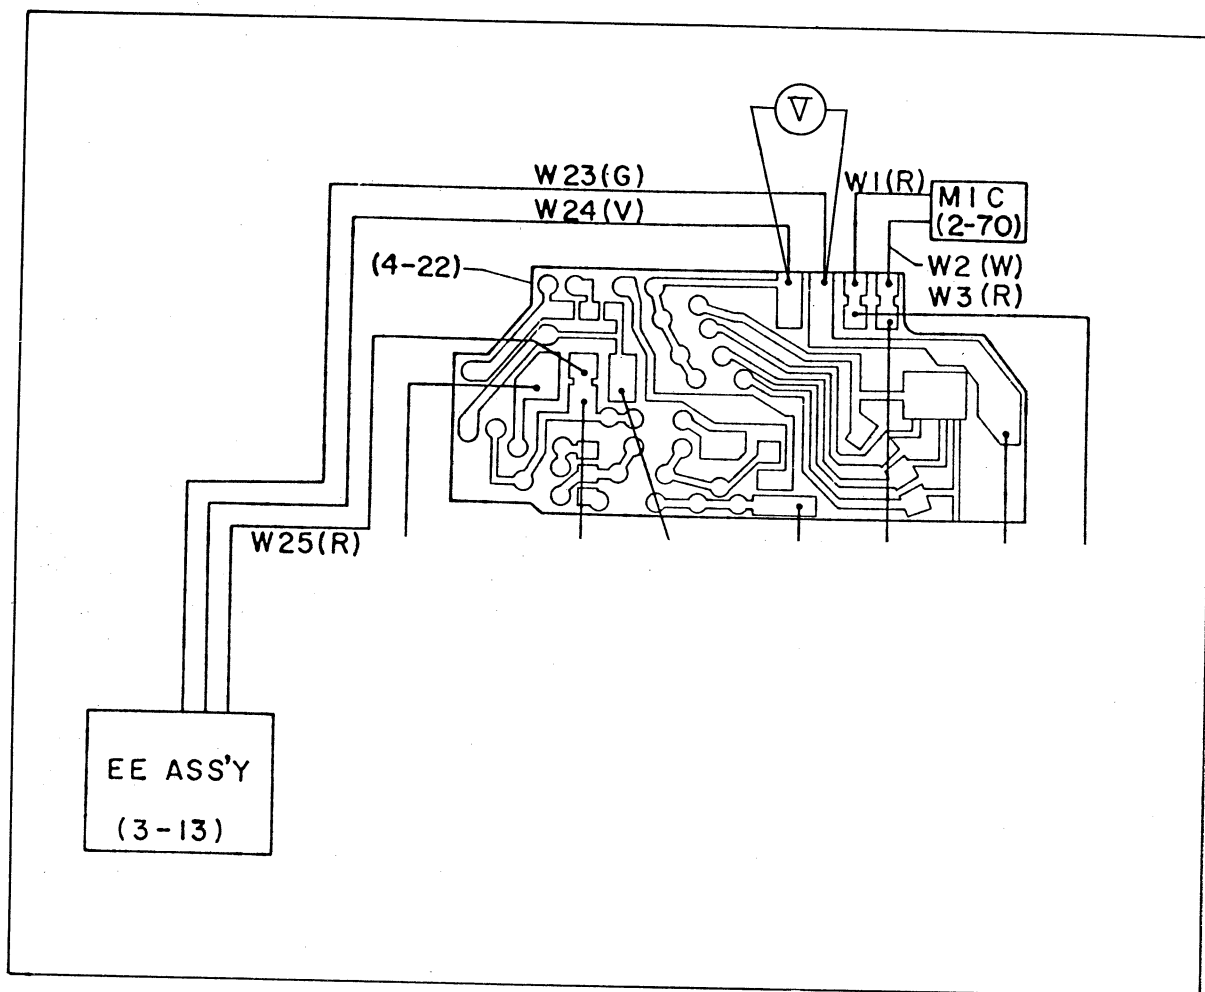 V
W23(G)
W24(V)
W1(R)
MIC
(2-70)
W2(W)
W3(R)
(4-22)
W25(R)
EE ASS'Y
(3-13)